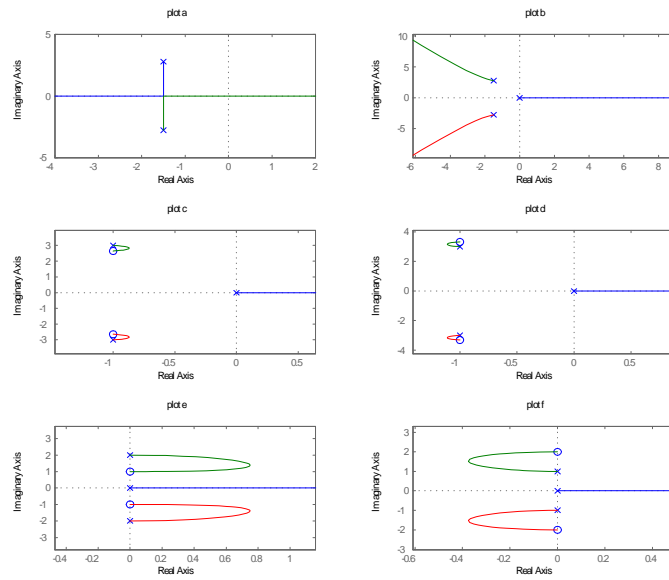 plot a
5
0
-5
-4 -3 -2 -1 0 1 2
Real Axis
Imaginary Axis
plot b
10
5
0
-5
-6 -4 -2 0 2 4 6 8
Real Axis
Imaginary Axis
plot c
3
2
1
0
-1
-2
-3
-1 -0.5 0 0.5
Real Axis
Imaginary Axis
plot d
4
2
0
-2
-4
-1 -0.5 0 0.5
Real Axis
Imaginary Axis
plot e
3
2
1
0
-1
-2
-3
-0.4 -0.2 0 0.2 0.4 0.6 0.8 1
Real Axis
Imaginary Axis
plot f
3
2
1
0
-1
-2
-3
-0.6 -0.4 -0.2 0 0.2 0.4
Real Axis
Imaginary Axis